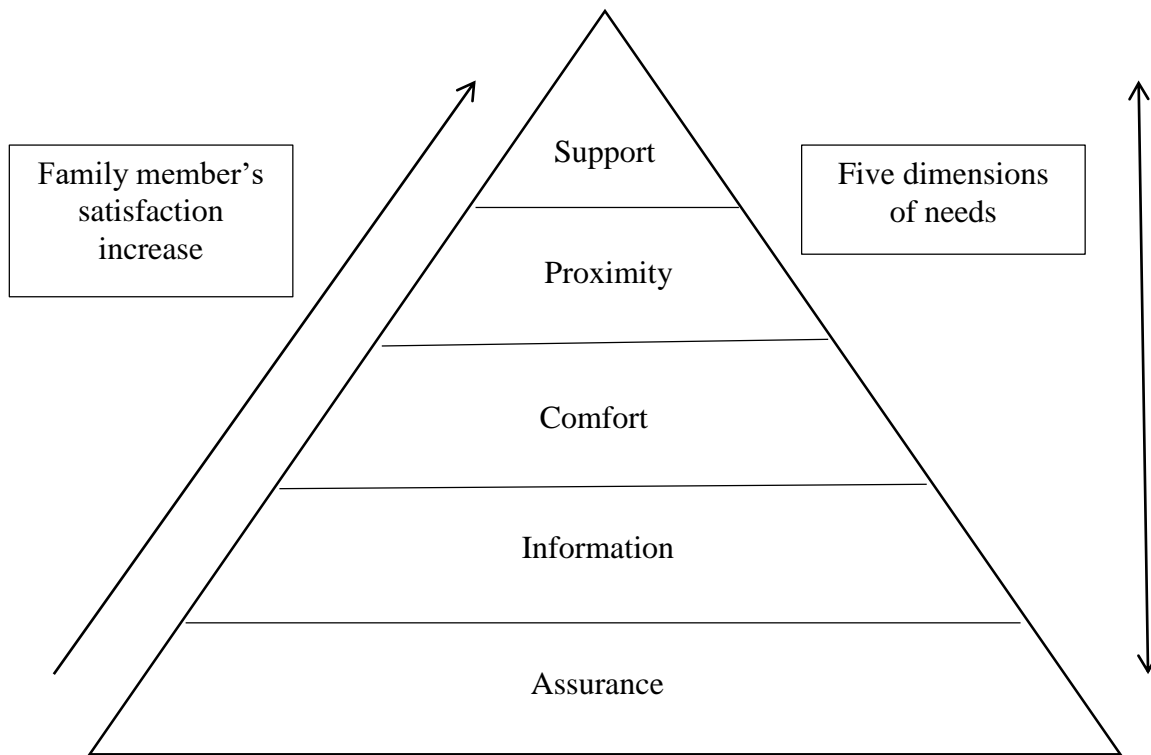 Support
Family member’s
satisfaction
increase
Five dimensions
of needs
Proximity
Comfort
Information
Assurance